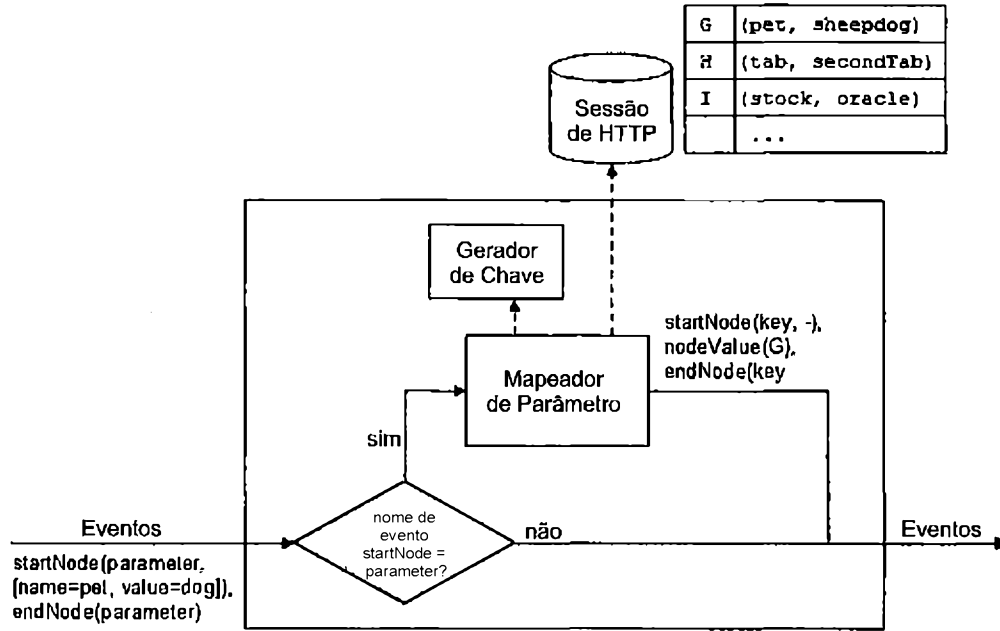 G (pet, sheepdog)
H (tab, secondTab)
I (stock, oracle)
...
Sessão
de HTTP
Gerador
de Chave
startNode(key, -),
nodeValue(G),
endNode(key
Mapeador
de Parâmetro
sim
nome de
evento
startNode =
parameter?
não
Eventos
startNode(parameter,
[name=pet, value=dog]),
endNode(parameter)
Eventos